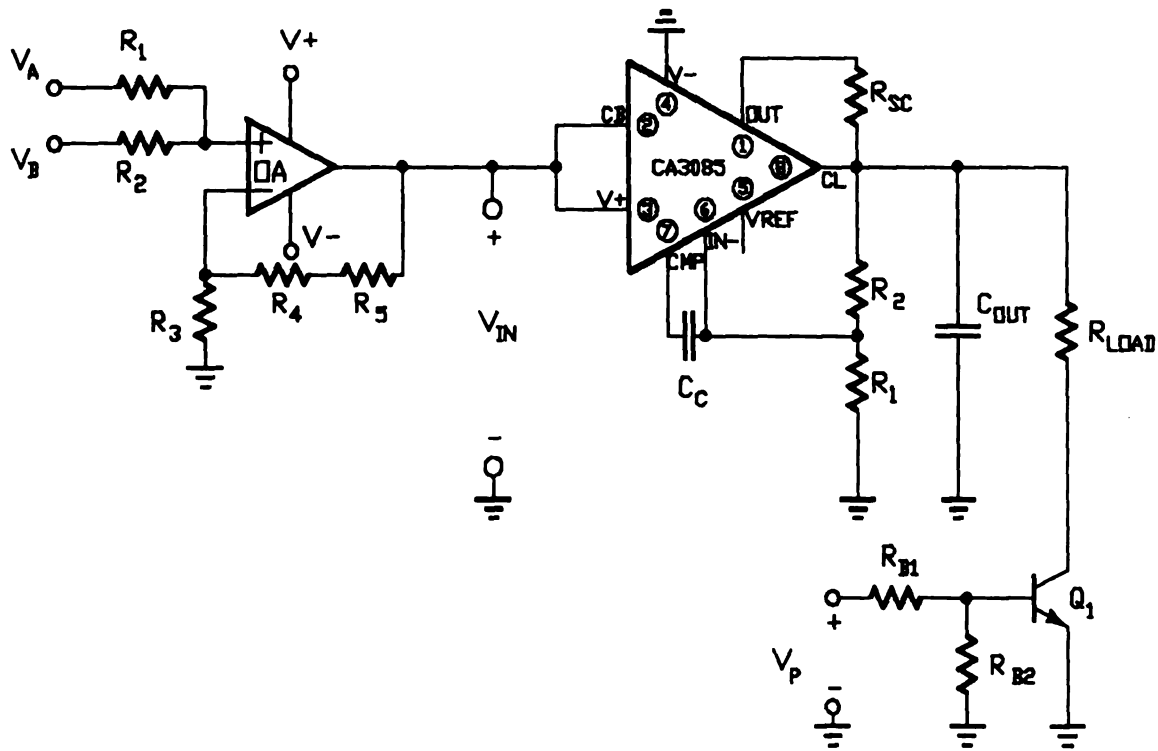 V_A
R_1
V+
V_B
R_2
+
OA
−
V-
R_3
R_4
R_5
+
V_IN
−
V-
4
CB
2
OUT
1
R_SC
CA3085
8
CL
V+
3
5
6
VREF
7
IN-
CMP
C_C
R_2
R_1
C_OUT
R_LOAD
R_B1
+
V_P
−
R_B2
Q_1